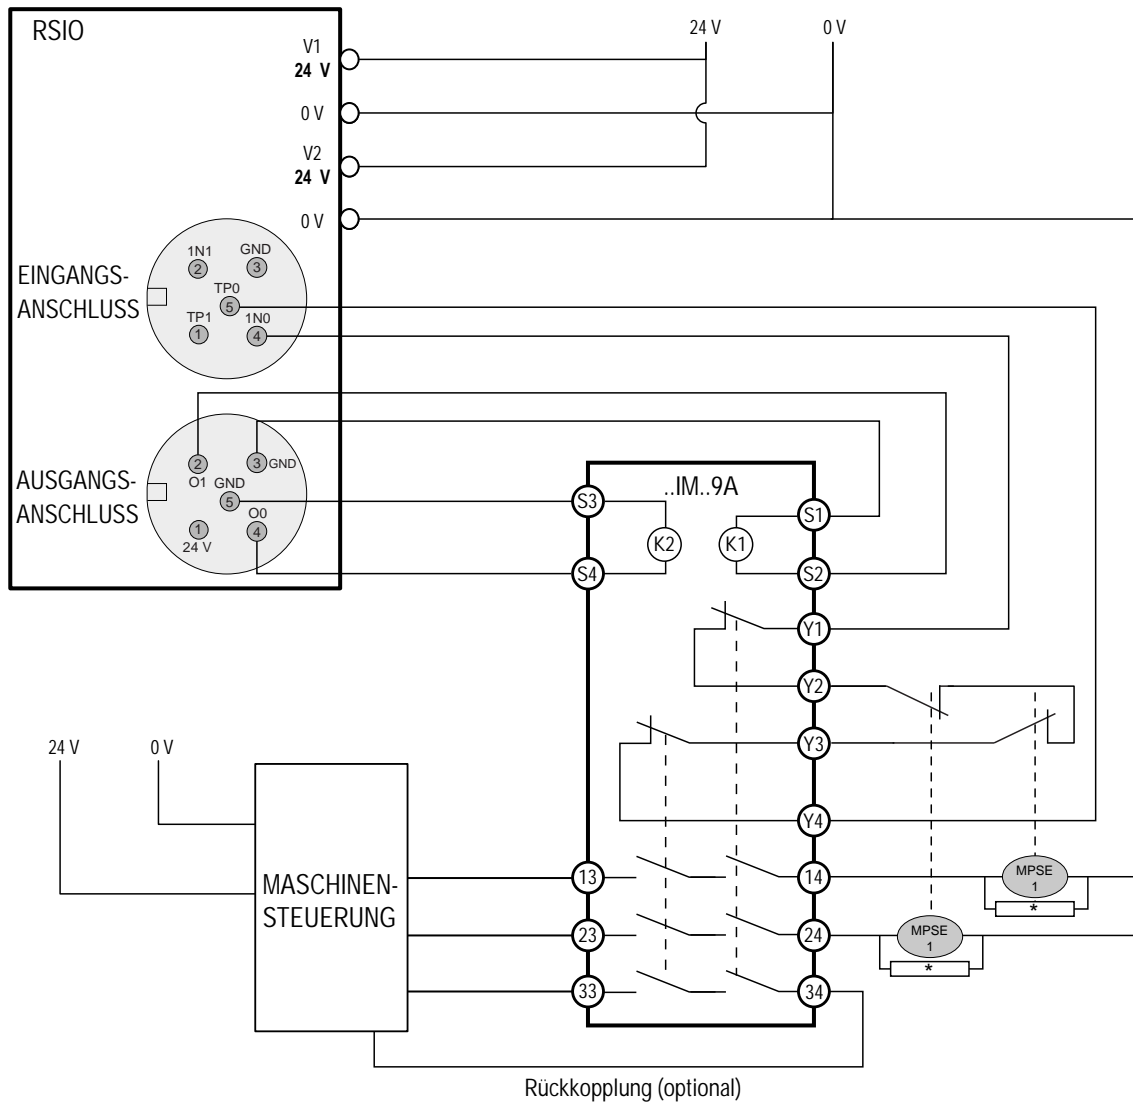 RSIO
24 V
0 V
V1
24 V
0 V
V2
24 V
0 V
EINGANGS-
ANSCHLUSS
1N1
2
GND
3
TP0
5
TP1
1
1N0
4
AUSGANGS-
ANSCHLUSS
2
O1
3 GND
GND
5
O0
4
1
24 V
..IM..9A
S3
S1
K2
K1
S4
S2
Y1
Y2
Y3
Y4
24 V
0 V
MASCHINEN-
STEUERUNG
13
14
MPSE
1
*
23
24
MPSE
1
*
33
34
Rückkopplung (optional)